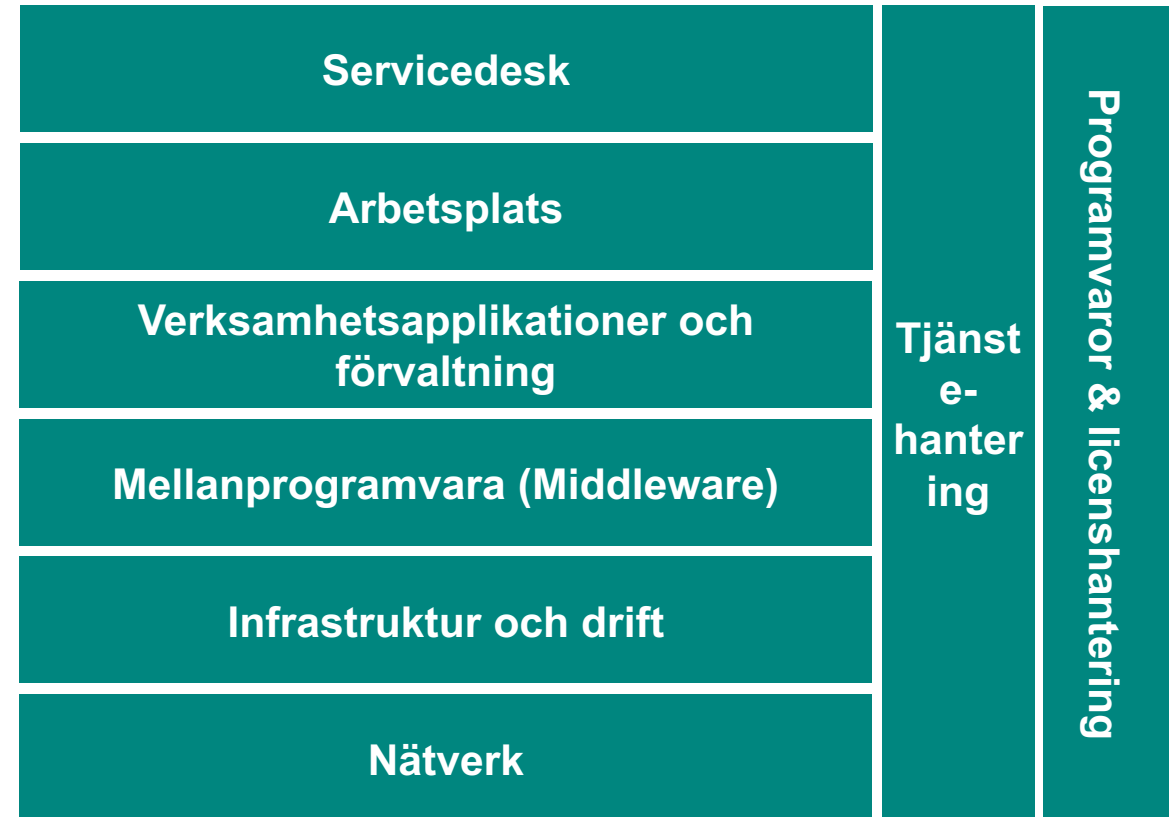 Servicedesk
Arbetsplats
Verksamhetsapplikationer och
förvaltning
Mellanprogramvara (Middleware)
Infrastruktur och drift
Nätverk
Tjänst
e-
hanter
ing
Programvaror & licenshantering